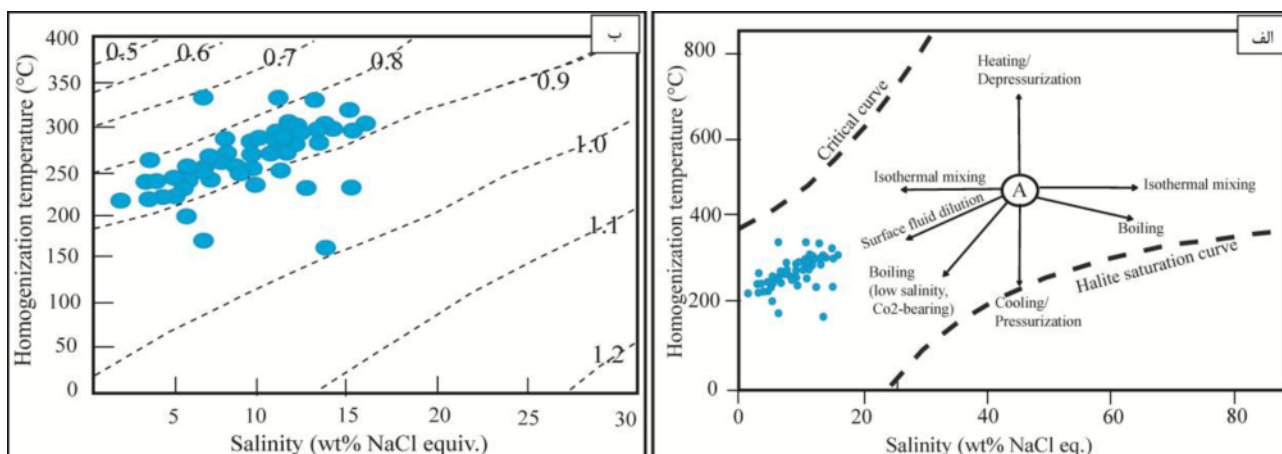 ب
400
350
300
250
200
150
100
50
0
Homogenization temperature (°C)
0.5
0.6
0.7
0.8
0.9
1.0
1.1
1.2
5
10
15
20
25
30
Salinity (wt% NaCl equiv.)
الف
800
600
400
200
0
Homogenization temperature (°C)
Critical curve
Heating/
Depressurization
Isothermal mixing
A
Isothermal mixing
Surface fluid dilution
Boiling
Boiling
(low salinity,
Co2-bearing)
Cooling/
Pressurization
Halite saturation curve
0
20
40
60
80
Salinity (wt% NaCl eq.)